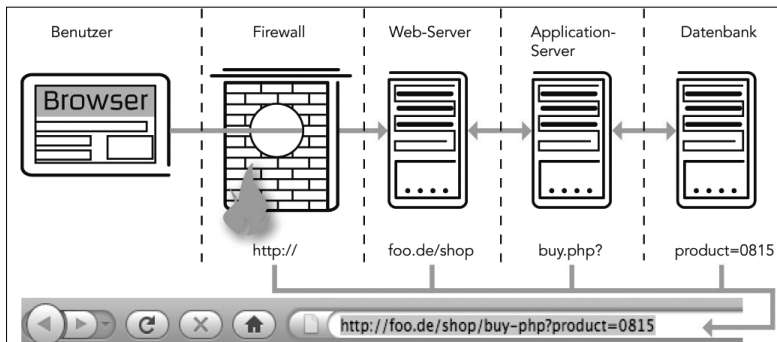 Benutzer
Firewall
Web-Server
Application-
Server
Datenbank
Browser
http://
foo.de/shop
buy.php?
product=0815
http://foo.de/shop/buy-php?product=0815